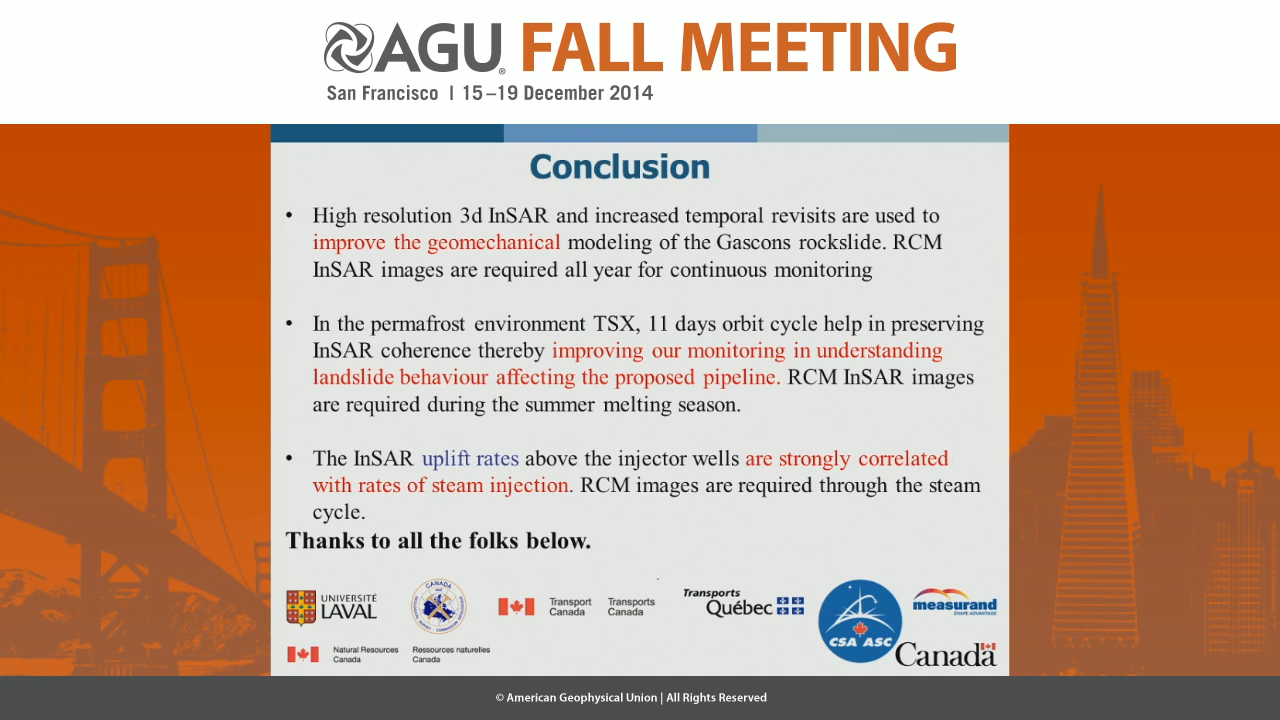 AGU FALL MEETING
San Francisco | 15–19 December 2014
Conclusion
• High resolution 3d InSAR and increased temporal revisits are used to
improve the geomechanical modeling of the Gascons rockslide. RCM
InSAR images are required all year for continuous monitoring
• In the permafrost environment TSX, 11 days orbit cycle help in preserving
InSAR coherence thereby improving our monitoring in understanding
landslide behaviour affecting the proposed pipeline. RCM InSAR images
are required during the summer melting season.
• The InSAR uplift rates above the injector wells are strongly correlated
with rates of steam injection. RCM images are required through the steam
cycle.
Thanks to all the folks below.
UNIVERSITÉ
LAVAL
CANADA
Transport
Canada
Transports
Canada
Transports
Québec
CSA ASC
measurand
SHAPE ADVANTAGE
Natural Resources
Canada
Ressources naturelles
Canada
Canada
© American Geophysical Union | All Rights Reserved